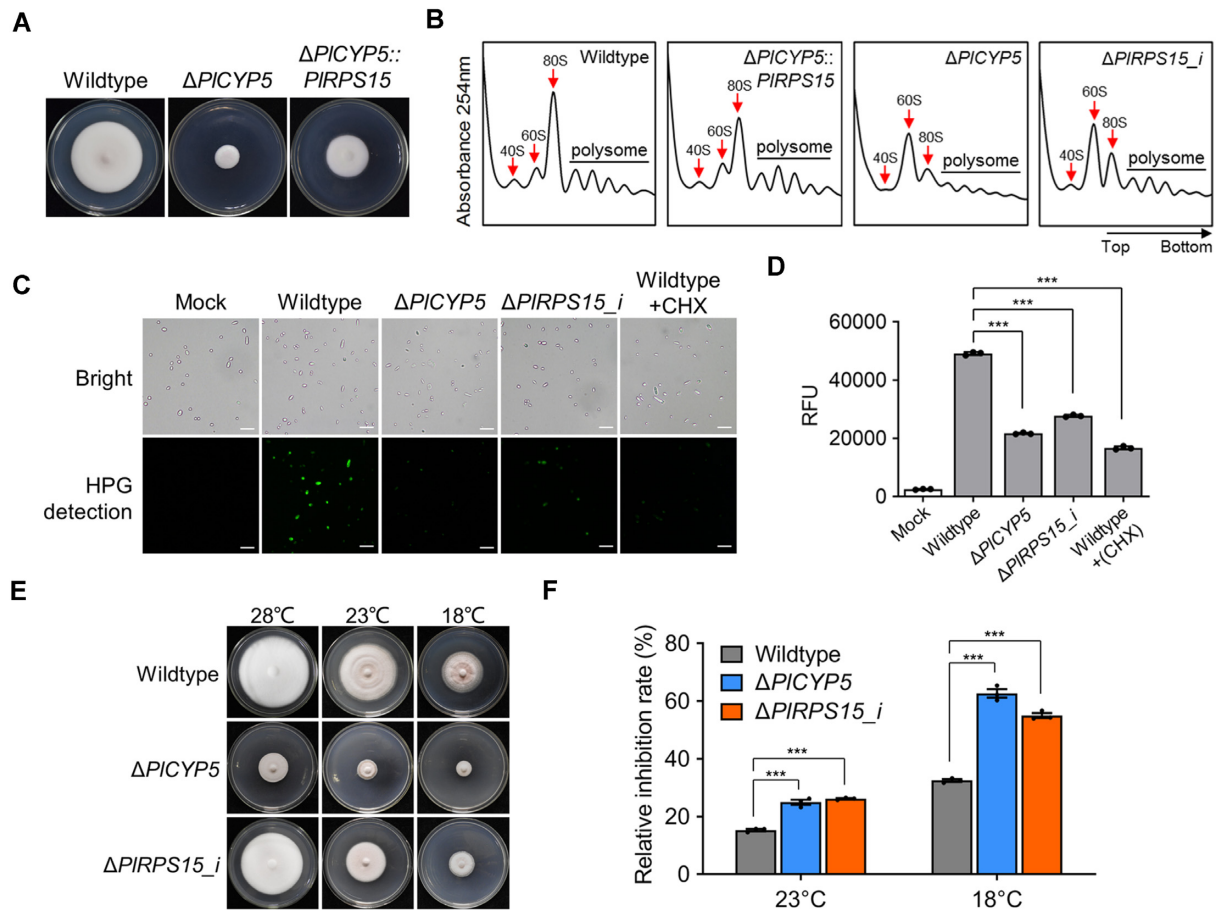 A
Wildtype
ΔPlCYP5
ΔPlCYP5::
PlRPS15
B
Absorbance 254nm
Wildtype
40S
60S
80S
polysome
ΔPlCYP5::
PlRPS15
40S
60S
80S
polysome
ΔPlCYP5
40S
60S
80S
polysome
ΔPlRPS15_i
40S
60S
80S
polysome
Top
Bottom
C
Mock
Wildtype
ΔPlCYP5
ΔPlRPS15_i
Wildtype
+CHX
Bright
HPG
detection
D
RFU
60000
40000
20000
0
***
***
***
Mock
Wildtype
ΔPlCYP5
ΔPlRPS15_i
Wildtype
+(CHX)
E
28℃
23℃
18℃
Wildtype
ΔPlCYP5
ΔPlRPS15_i
F
Relative inhibition rate (%)
80
60
40
20
0
Wildtype
ΔPlCYP5
ΔPlRPS15_i
***
***
***
***
23°C
18°C